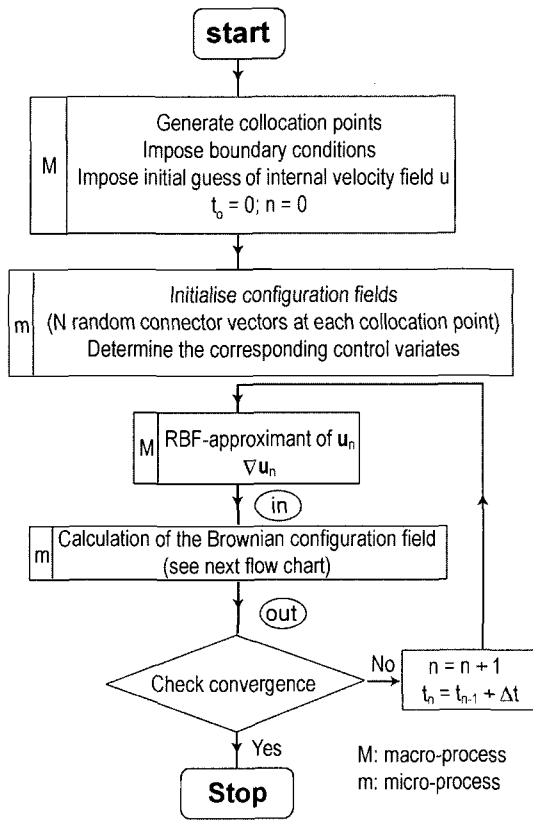 start
M
Generate collocation points
Impose boundary conditions
Impose initial guess of internal velocity field u
t₀ = 0; n = 0
m
Initialise configuration fields
(N random connector vectors at each collocation point)
Determine the corresponding control variates
M
RBF-approximant of uₙ
∇uₙ
in
m
Calculation of the Brownian configuration field
(see next flow chart)
out
Check convergence
No
n = n + 1
tₙ = tₙ₋₁ + Δt
Yes
Stop
M: macro-process
m: micro-process